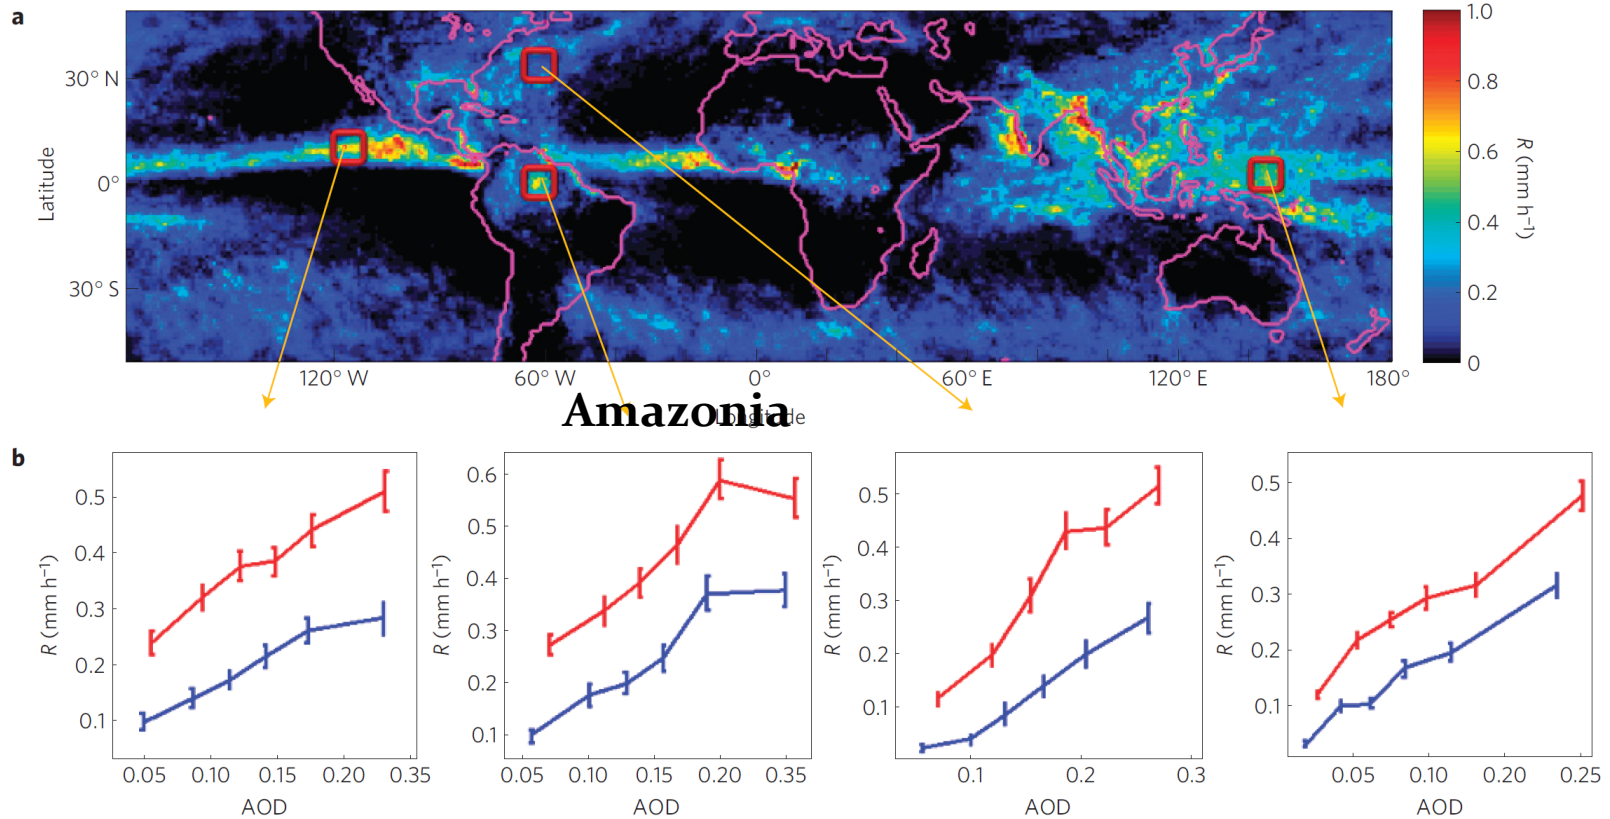 a
30° N
0°
30° S
Latitude
120° W
60° W
0°
60° E
120° E
180°
Longitude
1.0
0.8
0.6
0.4
0.2
0
R (mm h⁻¹)
Amazonia
b
0.5
0.4
0.3
0.2
0.1
R (mm h⁻¹)
0.05 0.10 0.15 0.20 0.35
AOD
0.6
0.5
0.4
0.3
0.2
0.1
R (mm h⁻¹)
0.05 0.10 0.15 0.20 0.35
AOD
0.5
0.4
0.3
0.2
0.1
R (mm h⁻¹)
0.1 0.2 0.3
AOD
0.5
0.4
0.3
0.2
0.1
R (mm h⁻¹)
0.05 0.10 0.20 0.25
AOD